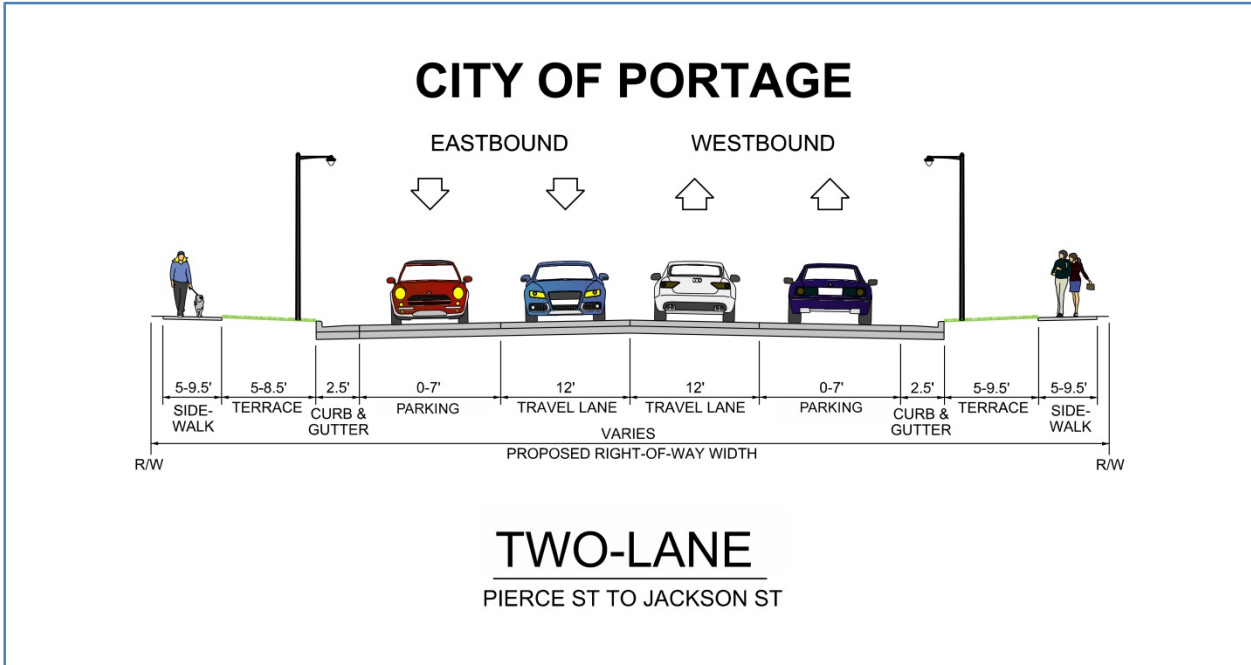 CITY OF PORTAGE
EASTBOUND WESTBOUND
5-9.5' 5-8.5' 2.5' 0-7' 12' 12' 0-7' 2.5' 5-9.5' 5-9.5'
SIDE- TERRACE CURB & PARKING TRAVEL LANE TRAVEL LANE PARKING CURB & TERRACE SIDE-
WALK GUTTER GUTTER WALK
VARIES
R/W PROPOSED RIGHT-OF-WAY WIDTH R/W
TWO-LANE
PIERCE ST TO JACKSON ST